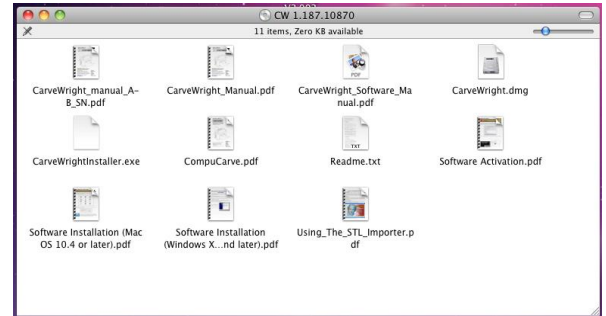 CW 1.187.10870
11 items, Zero KB available
CarveWright_manual_A-
B_SN.pdf
CarveWright_Manual.pdf
CarveWright_Software_Ma
nual.pdf
CarveWright.dmg
CarveWrightInstaller.exe
CompuCarve.pdf
Readme.txt
Software Activation.pdf
Software Installation (Mac
OS 10.4 or later).pdf
Software Installation
(Windows X...nd later).pdf
Using_The_STL_Importer.p
df
PDF
TXT